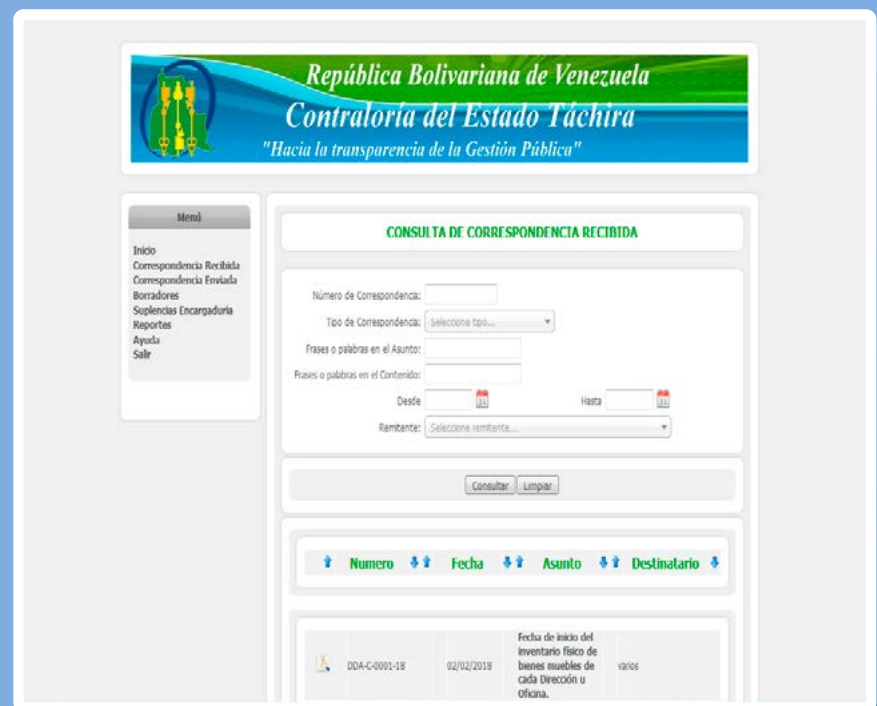 República Bolivariana de Venezuela
Contraloría del Estado Táchira
"Hacia la transparencia de la Gestión Pública"
Menú
Inicio
Correspondencia Recibida
Correspondencia Enviada
Borradores
Suplencias Encargaduria
Reportes
Ayuda
Salir
CONSULTA DE CORRESPONDENCIA RECIBIDA
Número de Correspondencia:
Tipo de Correspondencia: Seleccione tipo...
Frases o palabras en el Asunto:
Frases o palabras en el Contenido:
Desde Hasta
Remitente: Seleccione remitente...
Consultar Limpiar
Numero Fecha Asunto Destinatario
DDA-C-0001-18 02/02/2018 Fecha de inicio del
inventario físico de
bienes muebles de
cada Dirección u
Oficina.
varios